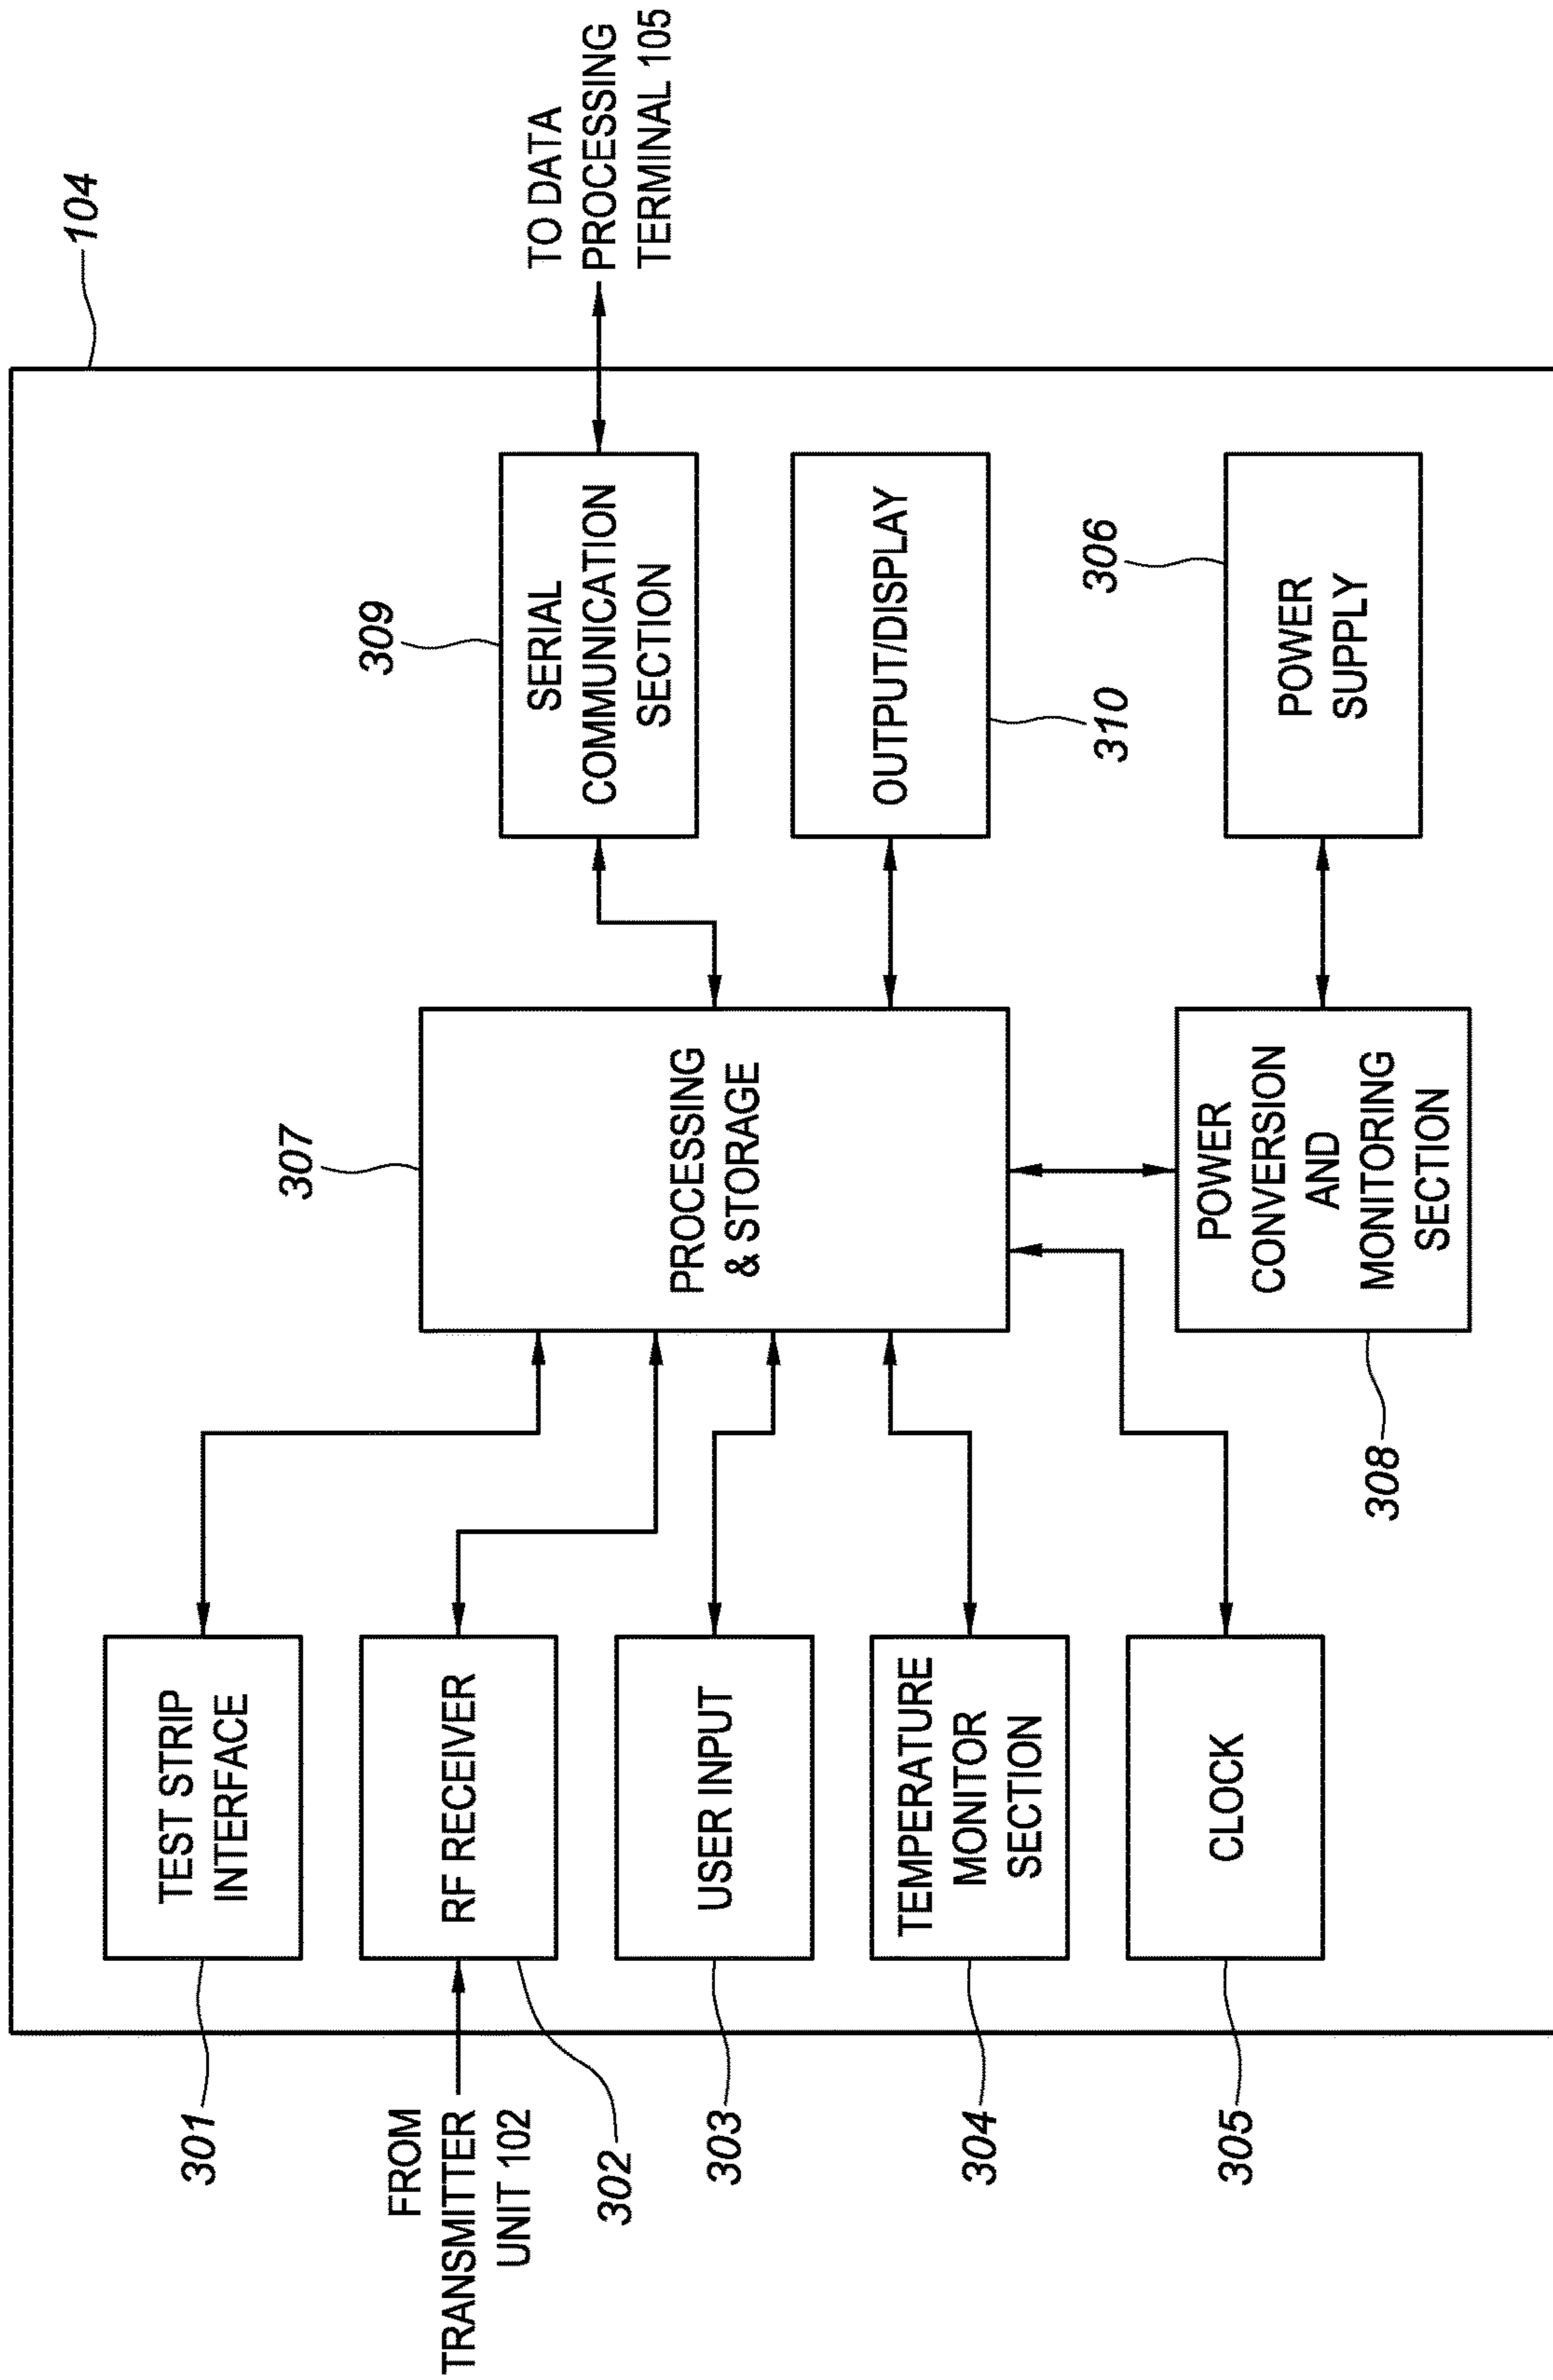 104
301
TEST STRIP
INTERFACE
FROM
TRANSMITTER
UNIT 102
RF RECEIVER
302
303
USER INPUT
304
TEMPERATURE
MONITOR
SECTION
305
CLOCK
307
PROCESSING
& STORAGE
308
POWER
CONVERSION
AND
MONITORING
SECTION
309
SERIAL
COMMUNICATION
SECTION
TO DATA
PROCESSING
TERMINAL 105
OUTPUT/DISPLAY
310
306
POWER
SUPPLY